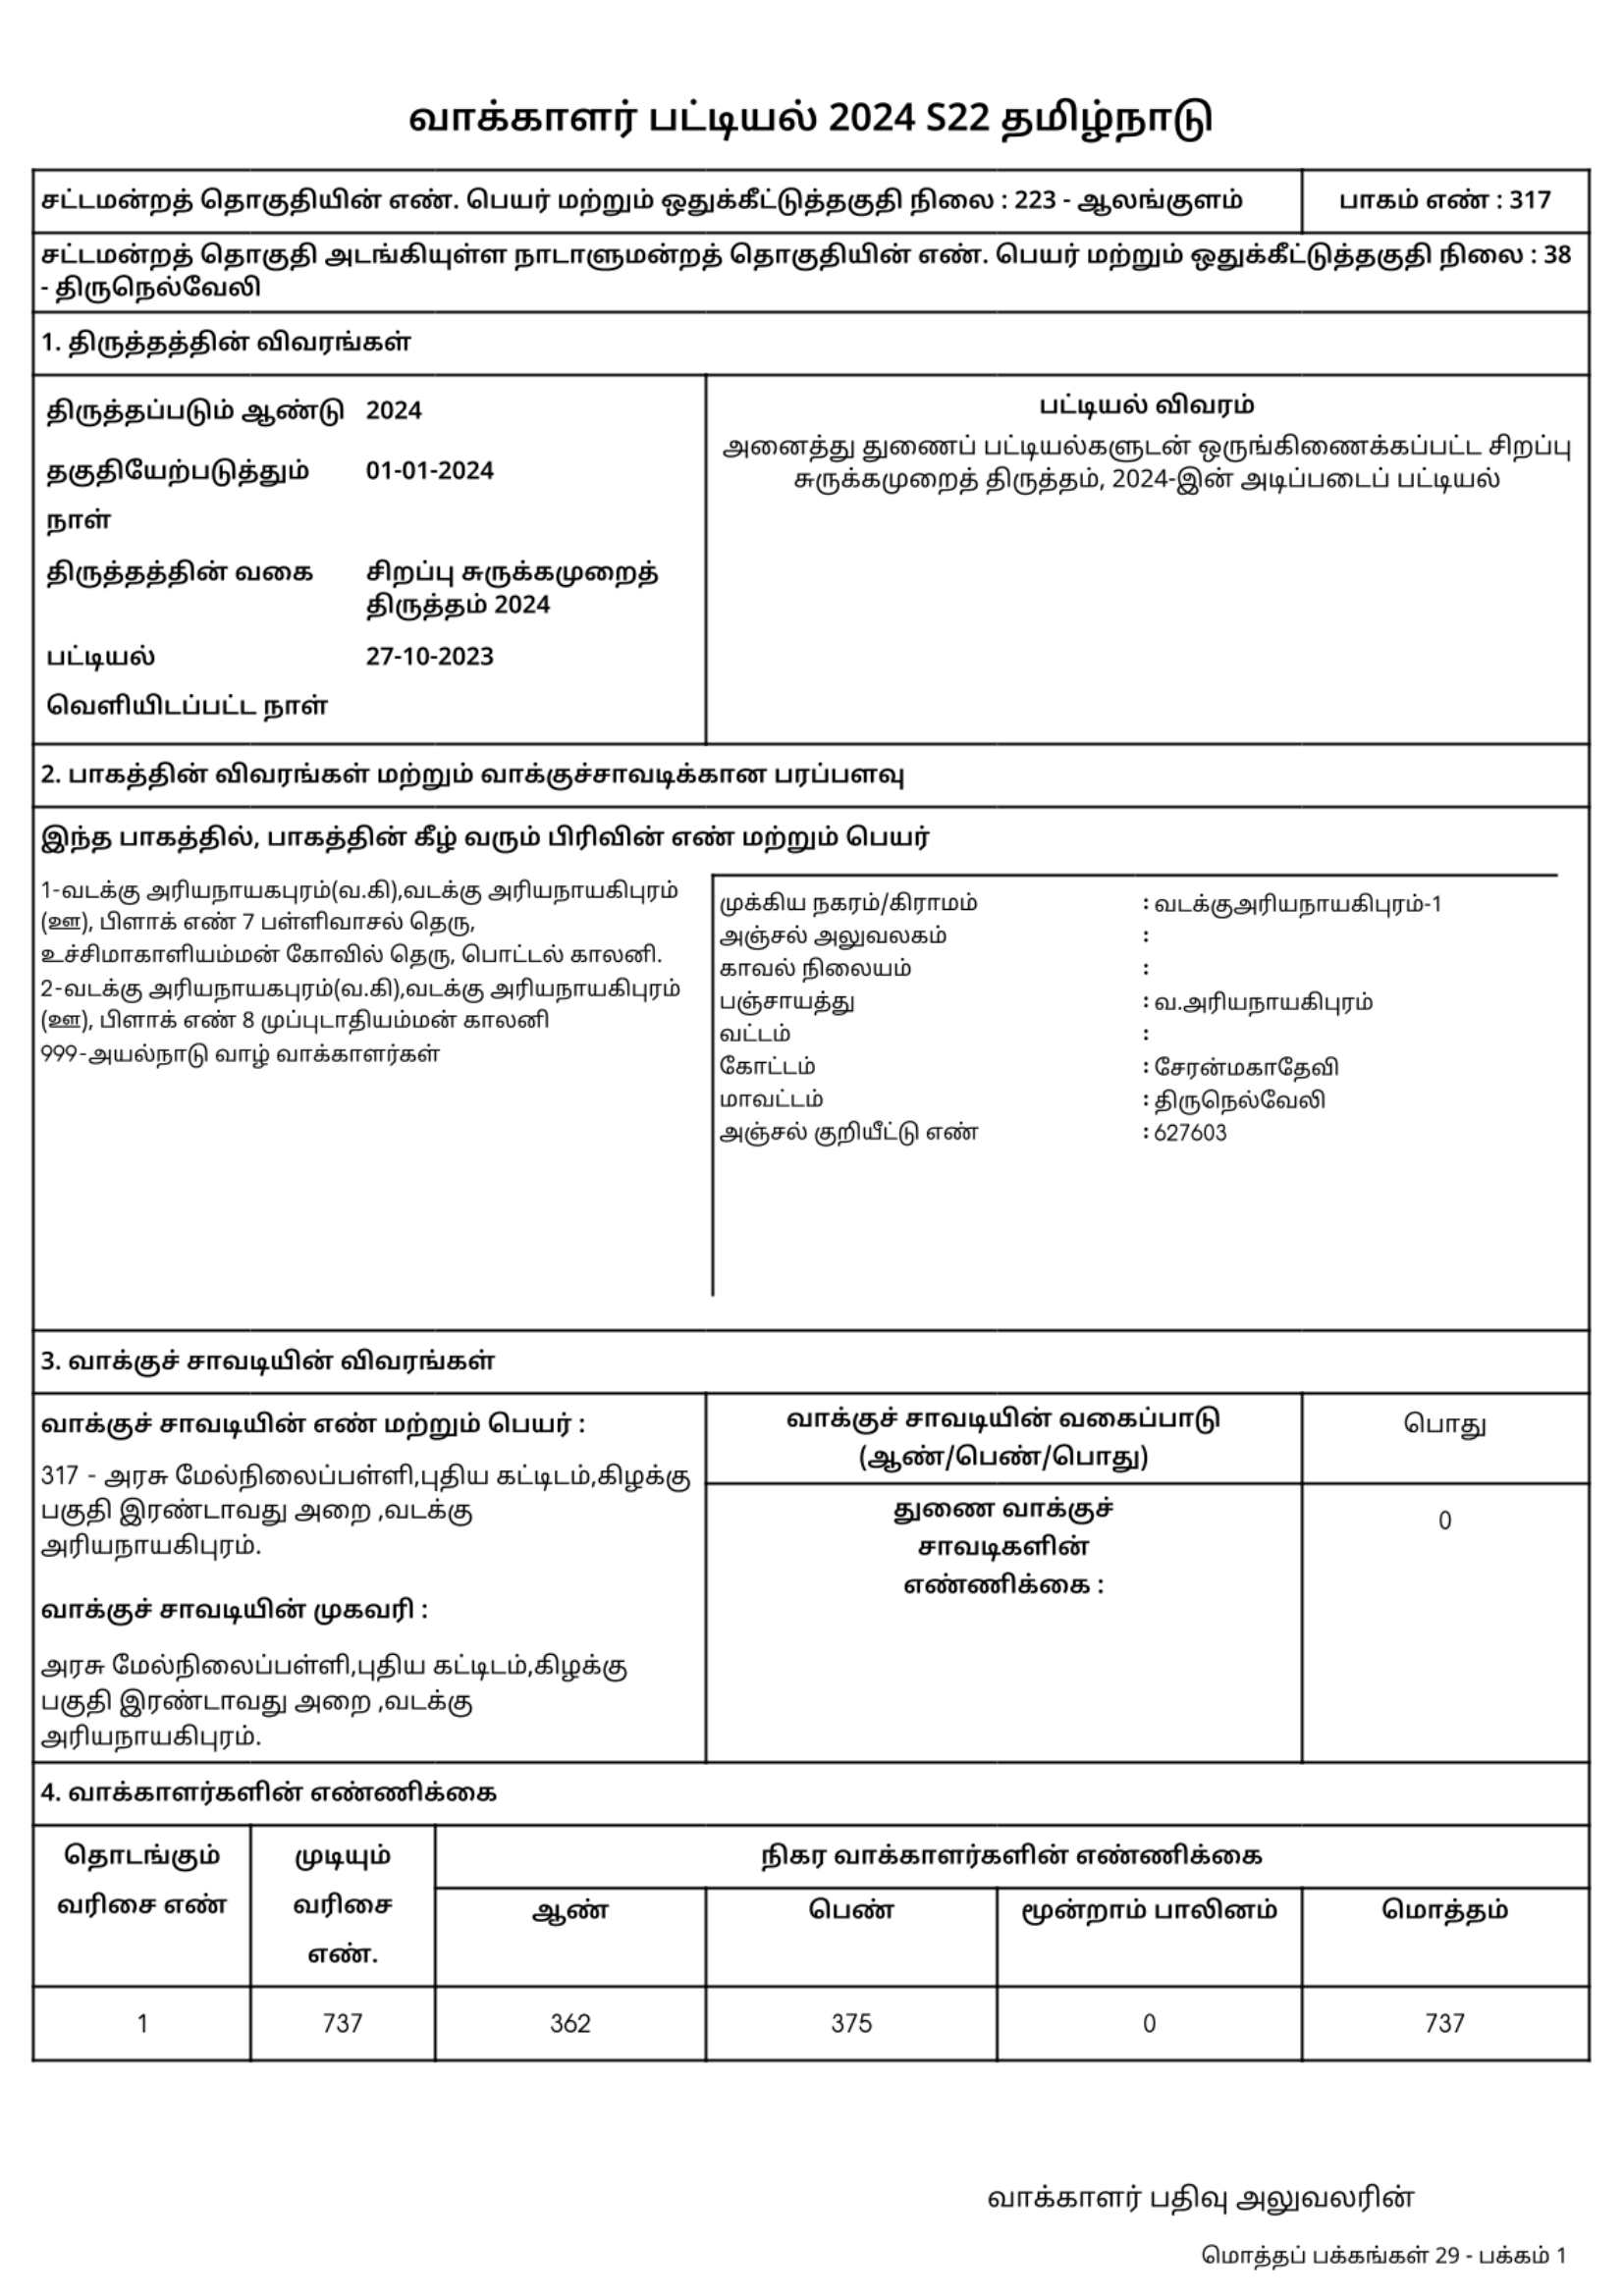 வாக்காளர் பட்டியல் 2024 S22 தமிழ்நாடு
சட்டமன்றத் தொகுதியின் எண். பெயர் மற்றும் ஒதுக்கீட்டுத்தகுதி நிலை : 223 - ஆலங்குளம்
பாகம் எண் : 317
சட்டமன்றத் தொகுதி அடங்கியுள்ள நாடாளுமன்றத் தொகுதியின் எண். பெயர் மற்றும் ஒதுக்கீட்டுத்தகுதி நிலை : 38
- திருநெல்வேலி
1. திருத்தத்தின் விவரங்கள்
திருத்தப்படும் ஆண்டு 2024
தகுதியேற்படுத்தும் 01-01-2024
நாள்
திருத்தத்தின் வகை சிறப்பு சுருக்கமுறைத்
திருத்தம் 2024
பட்டியல் 27-10-2023
வெளியிடப்பட்ட நாள்
பட்டியல் விவரம்
அனைத்து துணைப் பட்டியல்களுடன் ஒருங்கிணைக்கப்பட்ட சிறப்பு
சுருக்கமுறைத் திருத்தம், 2024-இன் அடிப்படைப் பட்டியல்
2. பாகத்தின் விவரங்கள் மற்றும் வாக்குச்சாவடிக்கான பரப்பளவு
இந்த பாகத்தில், பாகத்தின் கீழ் வரும் பிரிவின் எண் மற்றும் பெயர்
1-வடக்கு அரியநாயகபுரம்(வ.கி),வடக்கு அரியநாயகிபுரம்
(ஊ), பிளாக் எண் 7 பள்ளிவாசல் தெரு,
உச்சிமாகாளியம்மன் கோவில் தெரு, பொட்டல் காலனி.
2-வடக்கு அரியநாயகபுரம்(வ.கி),வடக்கு அரியநாயகிபுரம்
(ஊ), பிளாக் எண் 8 முப்புடாதியம்மன் காலனி
999-அயல்நாடு வாழ் வாக்காளர்கள்
முக்கிய நகரம்/கிராமம் : வடக்குஅரியநாயகிபுரம்-1
அஞ்சல் அலுவலகம் :
காவல் நிலையம் :
பஞ்சாயத்து : வ.அரியநாயகிபுரம்
வட்டம் :
கோட்டம் : சேரன்மகாதேவி
மாவட்டம் : திருநெல்வேலி
அஞ்சல் குறியீட்டு எண் : 627603
3. வாக்குச் சாவடியின் விவரங்கள்
வாக்குச் சாவடியின் எண் மற்றும் பெயர் :
317 - அரசு மேல்நிலைப்பள்ளி,புதிய கட்டிடம்,கிழக்கு
பகுதி இரண்டாவது அறை ,வடக்கு
அரியநாயகிபுரம்.
வாக்குச் சாவடியின் முகவரி :
அரசு மேல்நிலைப்பள்ளி,புதிய கட்டிடம்,கிழக்கு
பகுதி இரண்டாவது அறை ,வடக்கு
அரியநாயகிபுரம்.
வாக்குச் சாவடியின் வகைப்பாடு
(ஆண்/பெண்/பொது)
பொது
துணை வாக்குச்
சாவடிகளின்
எண்ணிக்கை :
0
4. வாக்காளர்களின் எண்ணிக்கை
தொடங்கும்
வரிசை எண்
முடியும்
வரிசை
எண்.
நிகர வாக்காளர்களின் எண்ணிக்கை
ஆண் பெண் மூன்றாம் பாலினம் மொத்தம்
1 737 362 375 0 737
வாக்காளர் பதிவு அலுவலரின்
மொத்தப் பக்கங்கள் 29 - பக்கம் 1